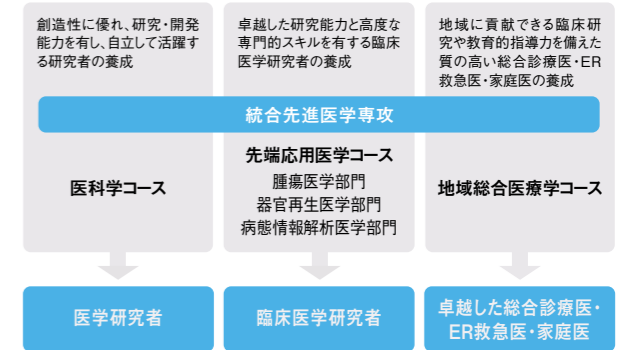 創造性に優れ、研究・開発
能力を有し、自立して活躍す
る研究者の養成
卓越した研究能力と高度な
専門的スキルを有する臨床
医学研究者の養成
地域に貢献できる臨床研
究や教育的指導力を備えた
質の高い総合診療医・ER
救急医・家庭医の養成
統合先進医学専攻
医科学コース
先端応用医学コース
腫瘍医学部門
器官再生医学部門
病態情報解析医学部門
地域総合医療学コース
医学研究者
臨床医学研究者
卓越した総合診療医・
ER救急医・家庭医